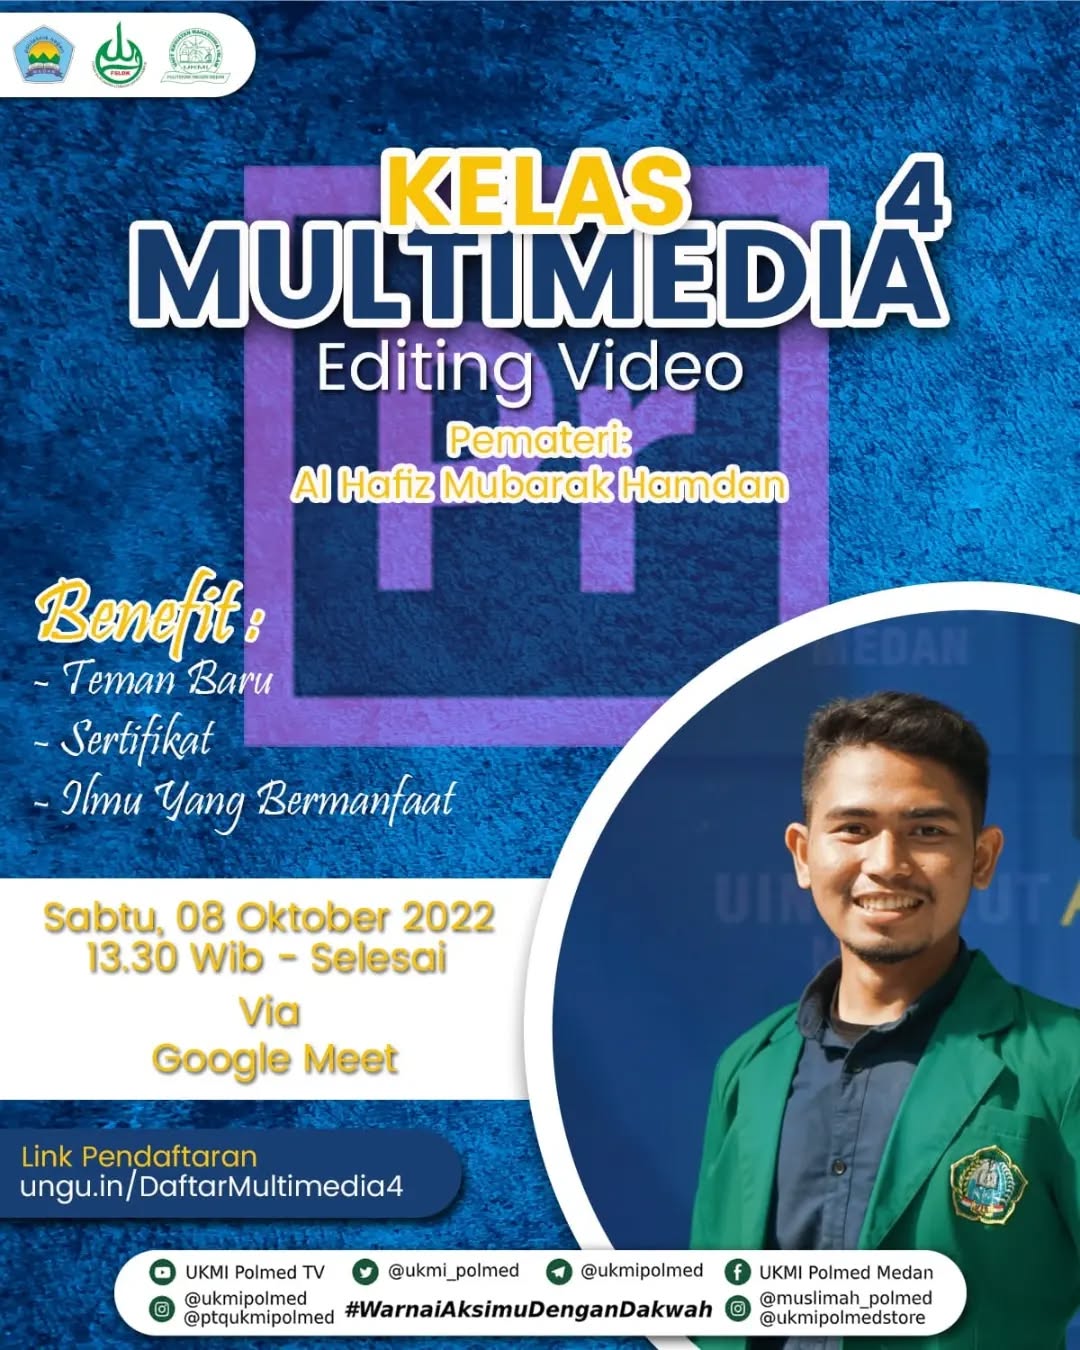 KELAS
MULTIMEDIA 4
Editing Video
Pemateri:
Al Hafiz Mubarak Hamdan
Pr
Benefit :
- Teman Baru
- Sertifikat
- Ilmu Yang Bermanfaat
MEDAN
Sabtu, 08 Oktober 2022
13.30 Wib - Selesai
Via
Google Meet
Link Pendaftaran
ungu.in/DaftarMultimedia4
UKMI Polmed TV
@ukmi_polmed
@ukmipolmed
UKMI Polmed Medan
@ukmipolmed
@ptqukmipolmed
#WarnaiAksimuDenganDakwah
@muslimah_polmed
@ukmipolmedstore